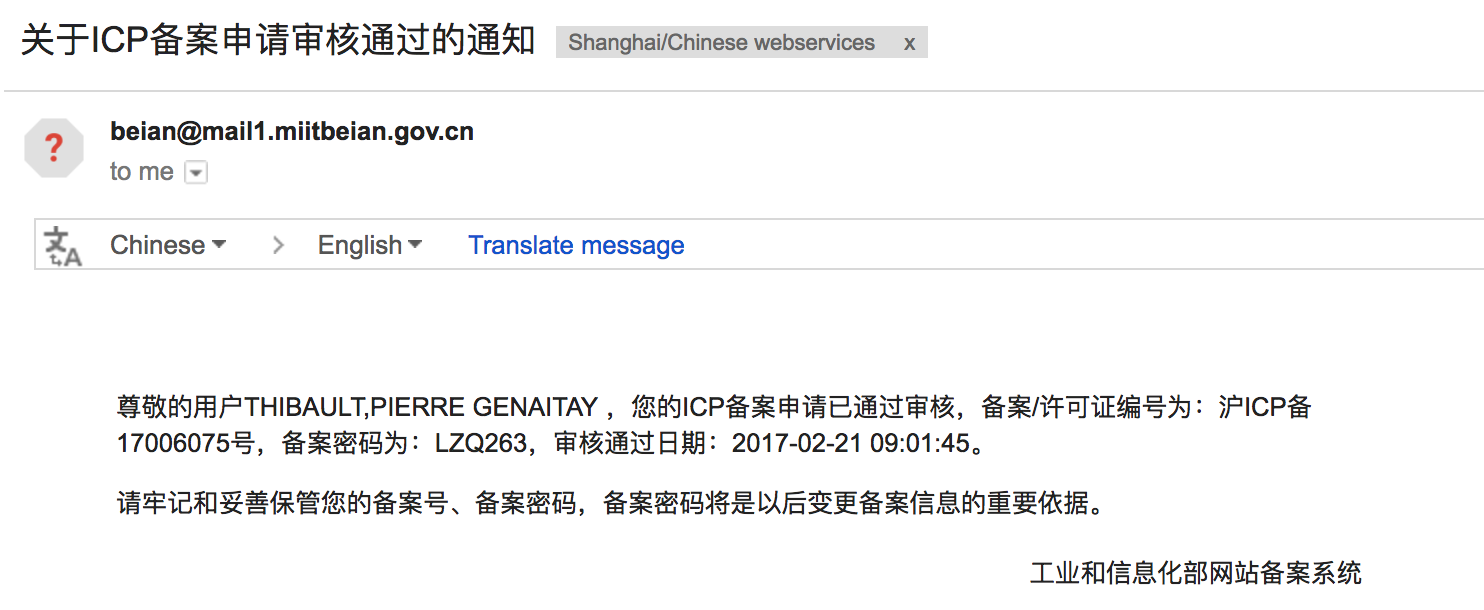 关于ICP备案申请审核通过的通知 Shanghai/Chinese webservices x
?
beian@mail1.miitbeian.gov.cn
to me
文A Chinese > English Translate message
尊敬的用户THIBAULT,PIERRE GENAITAY ，您的ICP备案申请已通过审核，备案/许可证编号为：沪ICP备
17006075号，备案密码为：LZQ263，审核通过日期：2017-02-21 09:01:45。
请牢记和妥善保管您的备案号、备案密码，备案密码将是以后变更备案信息的重要依据。
工业和信息化部网站备案系统